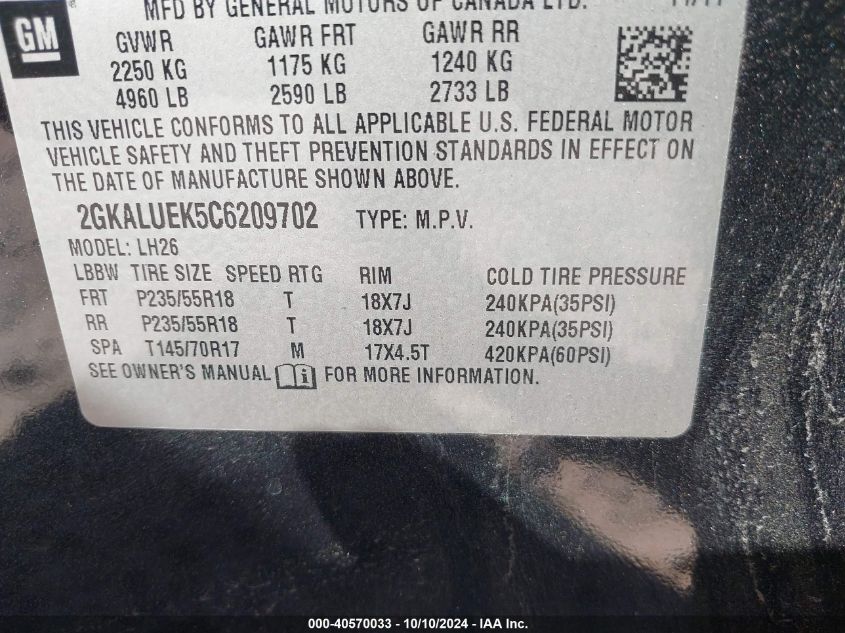 GM
MFD BY GENERAL MOTORS OF CANADA LTD. 11/11
GVWR GAWR FRT GAWR RR
2250 KG 1175 KG 1240 KG
4960 LB 2590 LB 2733 LB
THIS VEHICLE CONFORMS TO ALL APPLICABLE U.S. FEDERAL MOTOR
VEHICLE SAFETY AND THEFT PREVENTION STANDARDS IN EFFECT ON
THE DATE OF MANUFACTURE SHOWN ABOVE.
2GKALUEK5C6209702 TYPE: M.P.V.
MODEL: LH26
LBBW TIRE SIZE SPEED RTG RIM COLD TIRE PRESSURE
FRT P235/55R18 T 18X7J 240KPA(35PSI)
RR P235/55R18 T 18X7J 240KPA(35PSI)
SPA T145/70R17 M 17X4.5T 420KPA(60PSI)
SEE OWNER'S MANUAL i FOR MORE INFORMATION.
000-40570033 - 10/10/2024 - IAA Inc.